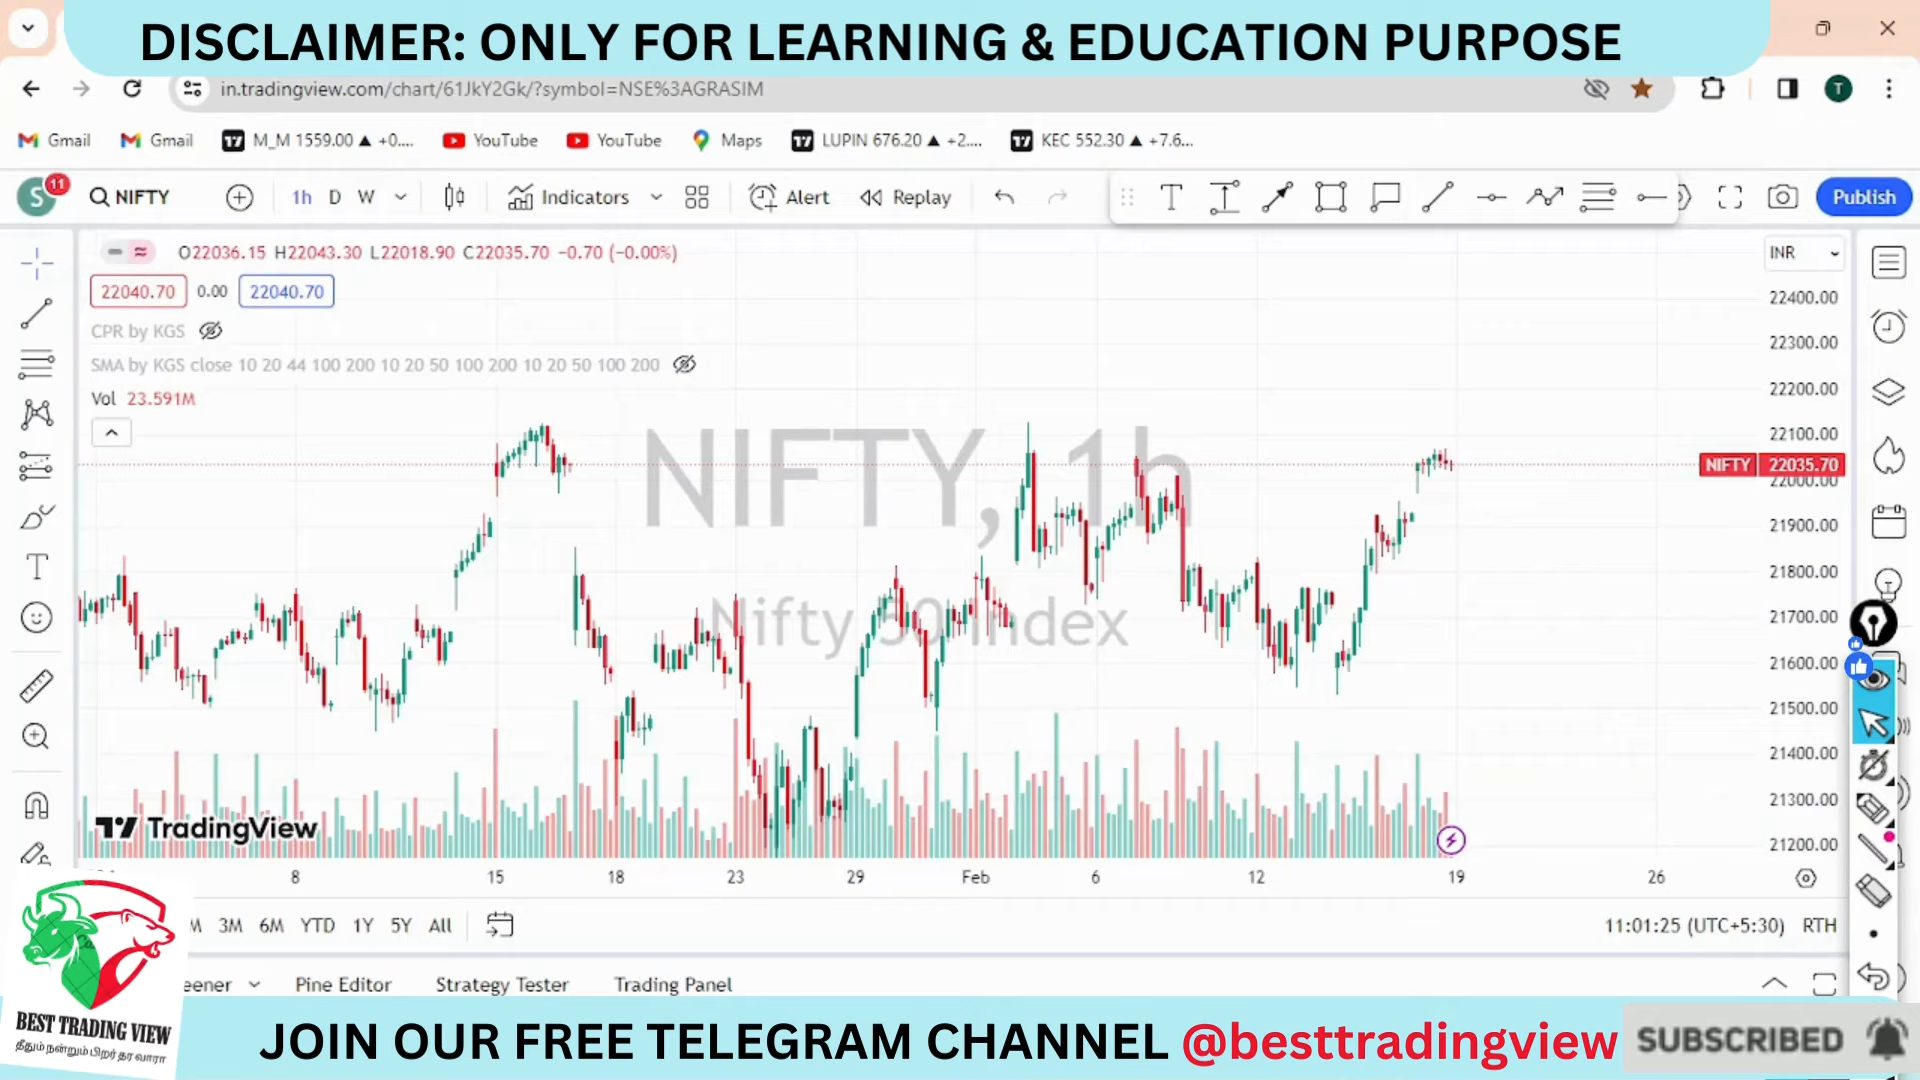 DISCLAIMER: ONLY FOR LEARNING & EDUCATION PURPOSE
in.tradingview.com/chart/61JkY2Gk/?symbol=NSE%3AGRASIM
T
Gmail
Gmail
M_M 1559.00 ▲ +0....
YouTube
YouTube
Maps
LUPIN 676.20 ▲ +2....
KEC 552.30 ▲ +7.6...
S
11
NIFTY
1h
D
W
Indicators
Alert
Replay
Publish
O22036.15 H22043.30 L22018.90 C22035.70 −0.70 (−0.00%)
INR
22040.70
0.00
22040.70
CPR by KGS
SMA by KGS close 10 20 44 100 200 10 20 50 100 200 10 20 50 100 200
Vol 23.591M
NIFTY, 1h
Nifty 50 Index
22400.00
22300.00
22200.00
22100.00
NIFTY 22035.70
22000.00
21900.00
21800.00
21700.00
21600.00
21500.00
21400.00
21300.00
21200.00
TradingView
8
15
18
23
29
Feb
6
12
19
26
3M
6M
YTD
1Y
5Y
All
11:01:25 (UTC+5:30)
RTH
eener
Pine Editor
Strategy Tester
Trading Panel
BEST TRADING VIEW
தீதும் நன்றும் பிறர் தர வாரா
JOIN OUR FREE TELEGRAM CHANNEL @besttradingview
SUBSCRIBED